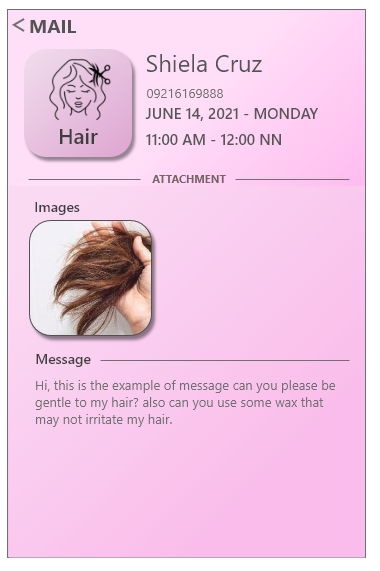 < MAIL
Shiela Cruz
09216169888
JUNE 14, 2021 - MONDAY
11:00 AM - 12:00 NN
Hair
ATTACHMENT
Images
Message
Hi, this is the example of message can you please be
gentle to my hair? also can you use some wax that
may not irritate my hair.